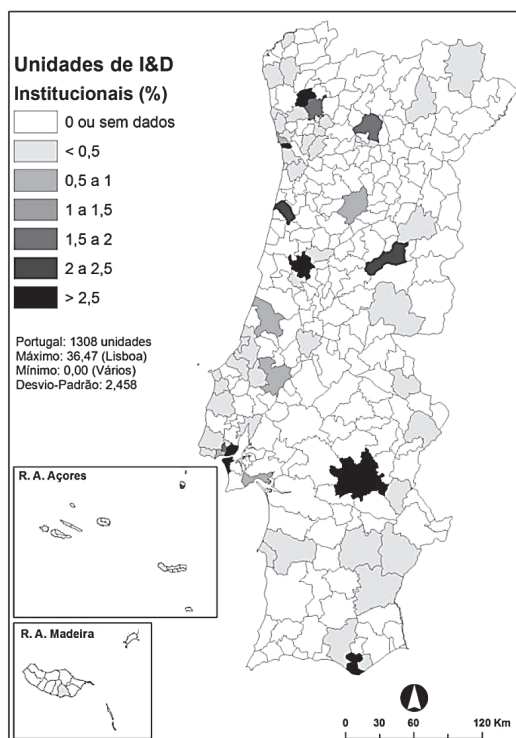 Unidades de I&D
Institucionais (%)
0 ou sem dados
< 0,5
0,5 a 1
1 a 1,5
1,5 a 2
2 a 2,5
> 2,5
Portugal: 1308 unidades
Máximo: 36,47 (Lisboa)
Mínimo: 0,00 (Vários)
Desvio-Padrão: 2,458
R. A. Açores
R. A. Madeira
0 30 60 120 Km